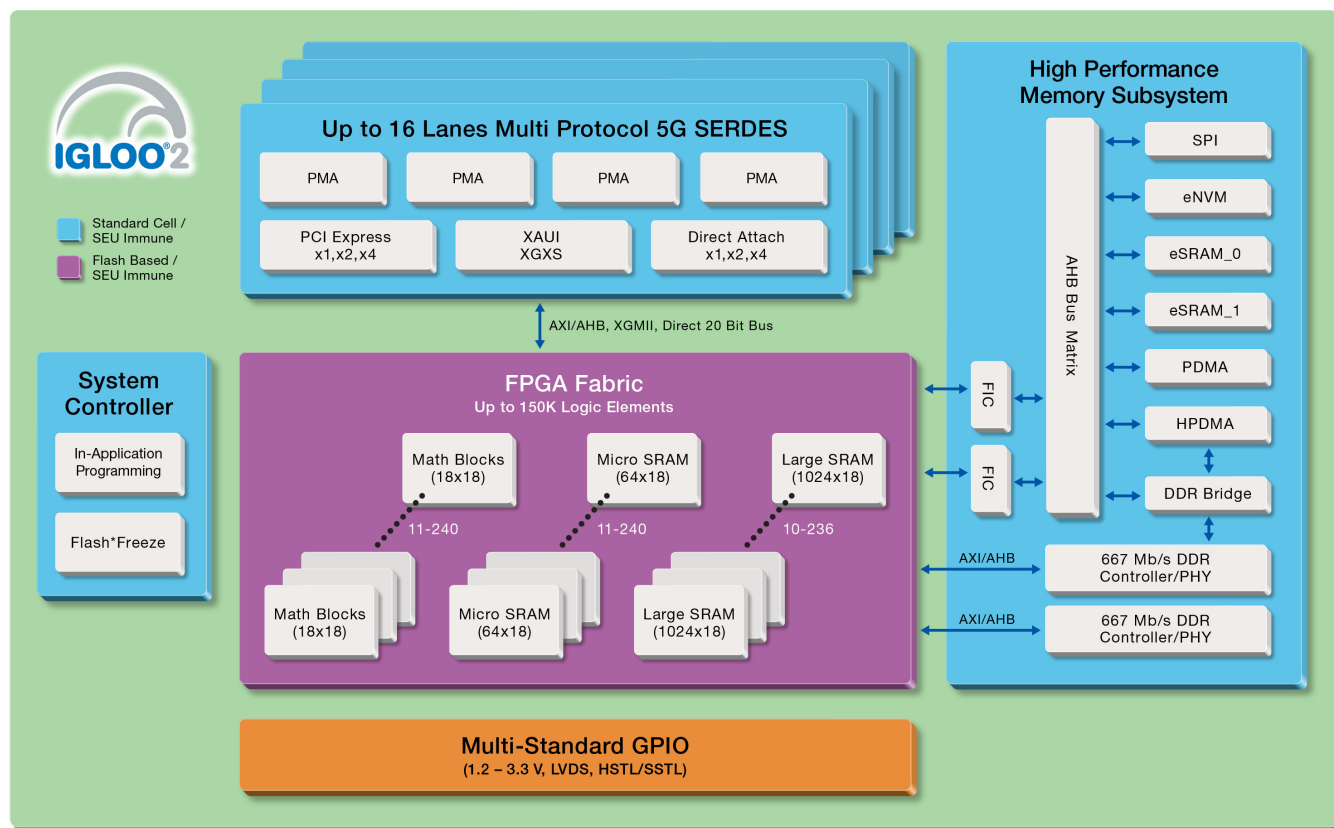 IGLOO®2
Standard Cell /
SEU Immune
Flash Based /
SEU Immune
Up to 16 Lanes Multi Protocol 5G SERDES
PMA
PMA
PMA
PMA
PCI Express
x1,x2,x4
XAUI
XGXS
Direct Attach
x1,x2,x4
AXI/AHB, XGMII, Direct 20 Bit Bus
System
Controller
In-Application
Programming
Flash*Freeze
FPGA Fabric
Up to 150K Logic Elements
Math Blocks
(18x18)
Micro SRAM
(64x18)
Large SRAM
(1024x18)
11-240
11-240
10-236
Math Blocks
(18x18)
Micro SRAM
(64x18)
Large SRAM
(1024x18)
High Performance
Memory Subsystem
AHB Bus Matrix
SPI
eNVM
eSRAM_0
eSRAM_1
PDMA
HPDMA
DDR Bridge
FIC
FIC
AXI/AHB
667 Mb/s DDR
Controller/PHY
AXI/AHB
667 Mb/s DDR
Controller/PHY
Multi-Standard GPIO
(1.2 – 3.3 V, LVDS, HSTL/SSTL)